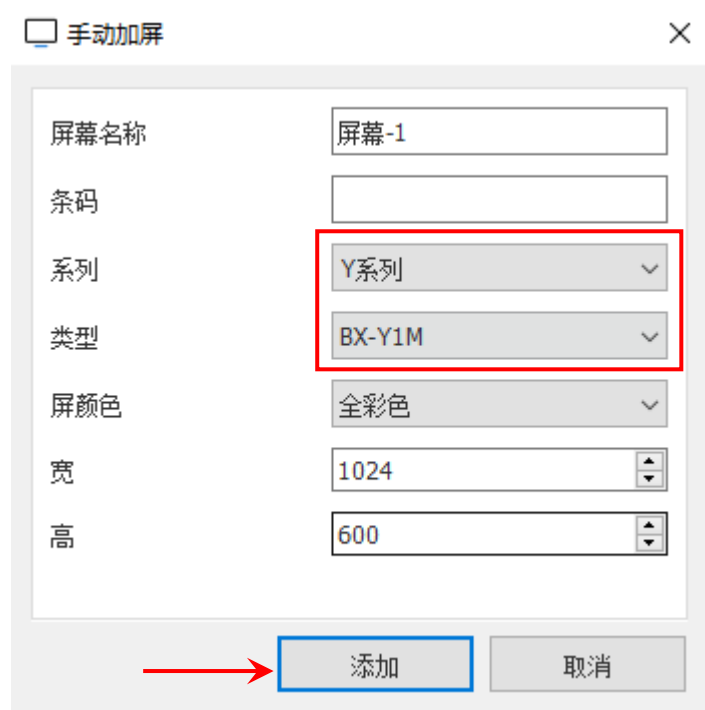 手动加屏
屏幕名称 屏幕-1
条码
系列 Y系列
类型 BX-Y1M
屏颜色 全彩色
宽 1024
高 600
添加 取消